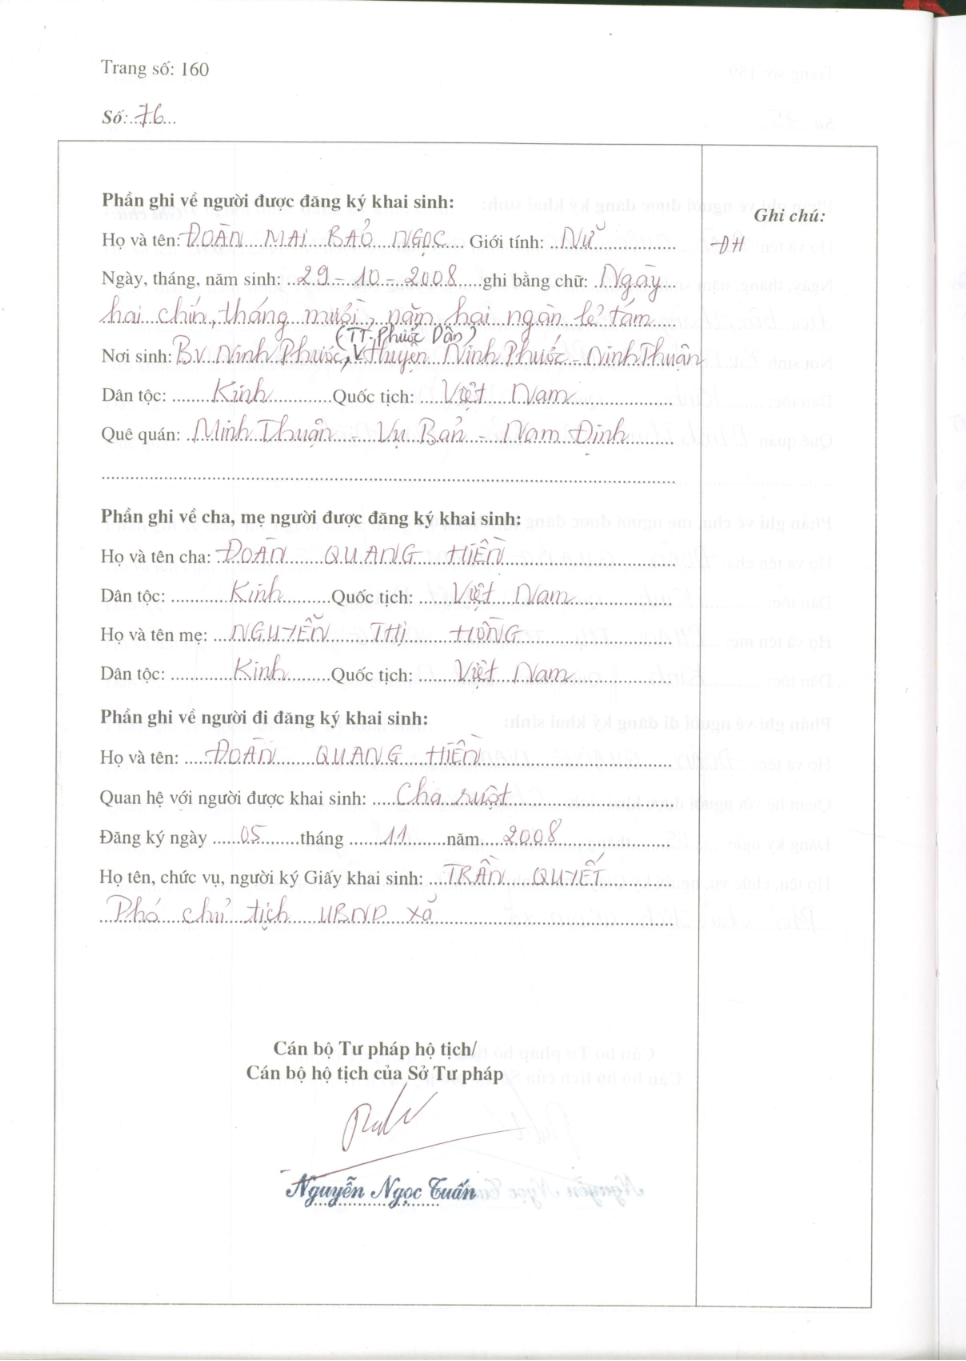 Trang số: 160
Số: 76
Phần ghi về người được đăng ký khai sinh:
Ghi chú:
Họ và tên: ĐOÀN MAI BẢO NGỌC Giới tính: Nữ
ĐH
Ngày, tháng, năm sinh: 29-10-2008 ghi bằng chữ: Ngày
hai chín, tháng mười, năm hai ngàn lẻ tám
(TT. Phước Dân)
Nơi sinh: BV Ninh Phước, Huyện Ninh Phước - Ninh Thuận
Dân tộc: Kinh Quốc tịch: Việt Nam
Quê quán: Minh Thuận - Vụ Bản - Nam Định
Phần ghi về cha, mẹ người được đăng ký khai sinh:
Họ và tên cha: ĐOÀN QUANG HIỀN
Dân tộc: Kinh Quốc tịch: Việt Nam
Họ và tên mẹ: NGUYỄN THỊ HỒNG
Dân tộc: Kinh Quốc tịch: Việt Nam
Phần ghi về người đi đăng ký khai sinh:
Họ và tên: ĐOÀN QUANG HIỀN
Quan hệ với người được khai sinh: Cha ruột
Đăng ký ngày 05 tháng 11 năm 2008
Họ tên, chức vụ, người ký Giấy khai sinh: TRẦN QUYẾT
Phó chủ tịch UBND xã
Cán bộ Tư pháp hộ tịch/
Cán bộ hộ tịch của Sở Tư pháp
Nguyễn Ngọc Tuấn